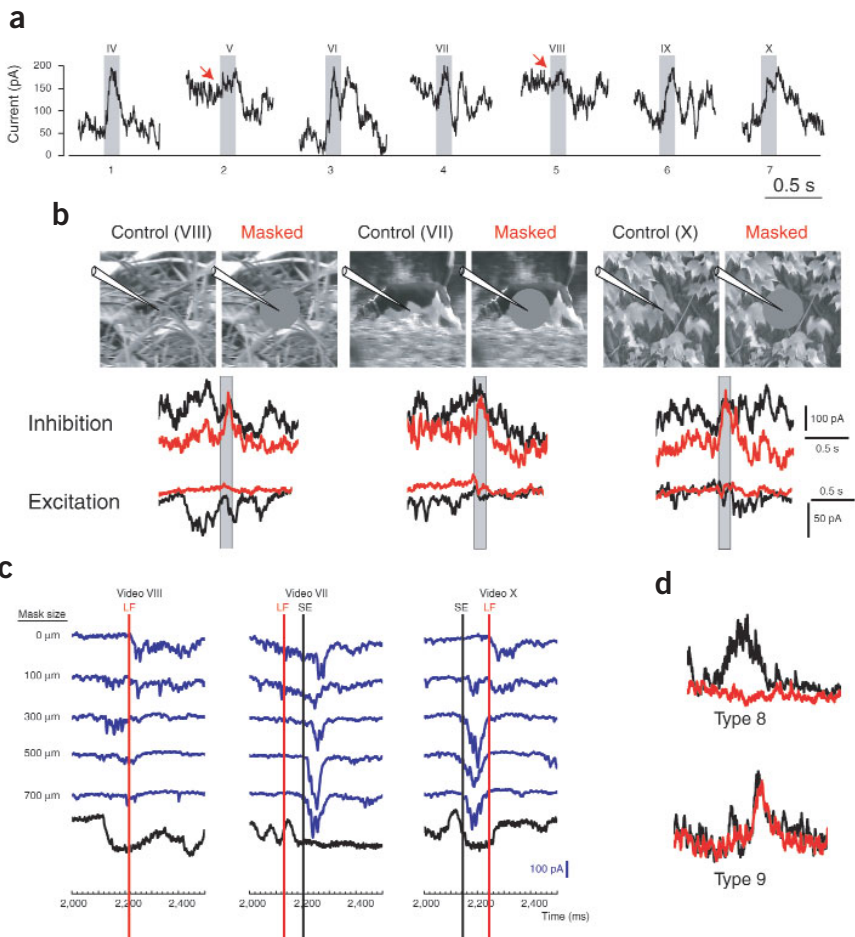 a
IV V VI VII VIII IX X
Current (pA)
200
150
100
50
0
1 2 3 4 5 6 7
0.5 s
b
Control (VIII) Masked Control (VII) Masked Control (X) Masked
Inhibition
100 pA
0.5 s
Excitation
0.5 s
50 pA
c
Video VIII Video VII Video X
Mask size LF LF SE SE LF
0 μm
100 μm
300 μm
500 μm
700 μm
100 pA
2,000 2,200 2,400 2,000 2,200 2,400 2,000 2,200 2,400
Time (ms)
d
Type 8
Type 9